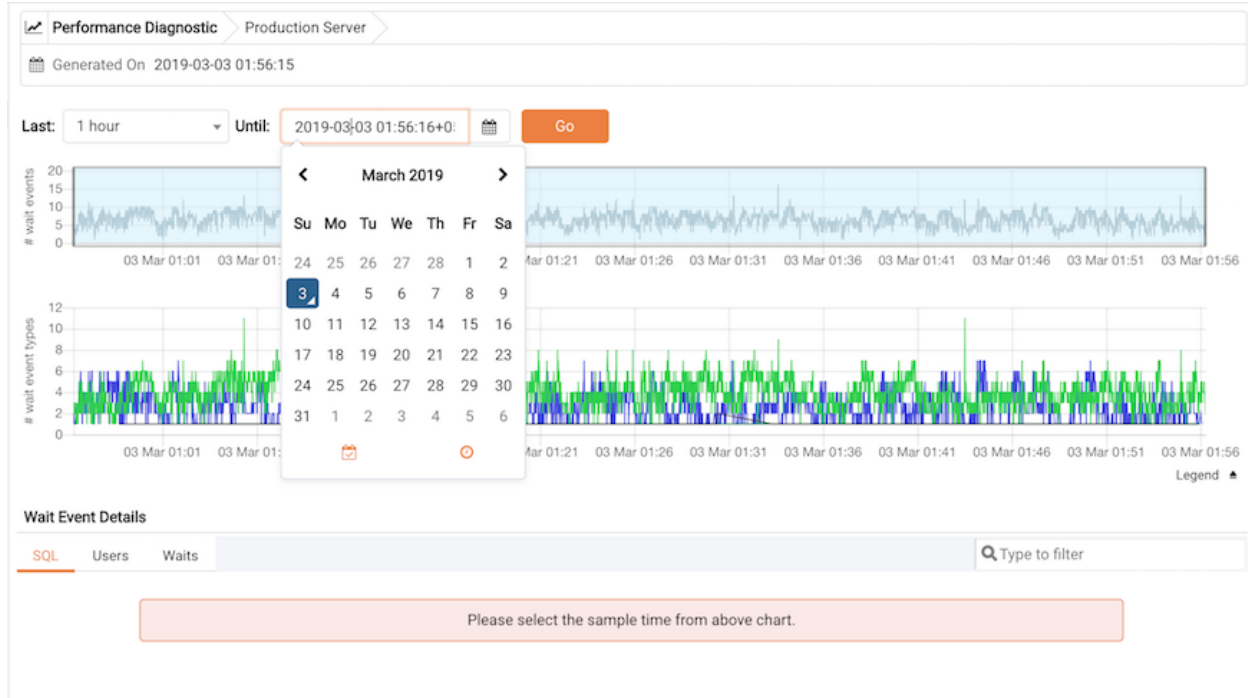 Performance Diagnostic Production Server
Generated On 2019-03-03 01:56:15
Last: 1 hour Until: 2019-03-03 01:56:16+0 Go
# wait events
20
15
10
5
0
03 Mar 01:01 03 Mar 01: Mar 01:21 03 Mar 01:26 03 Mar 01:31 03 Mar 01:36 03 Mar 01:41 03 Mar 01:46 03 Mar 01:51 03 Mar 01:56
March 2019
Su Mo Tu We Th Fr Sa
24 25 26 27 28 1 2
3 4 5 6 7 8 9
10 11 12 13 14 15 16
17 18 19 20 21 22 23
24 25 26 27 28 29 30
31 1 2 3 4 5 6
# wait event types
12
10
8
6
4
2
0
03 Mar 01:01 03 Mar 01: Mar 01:21 03 Mar 01:26 03 Mar 01:31 03 Mar 01:36 03 Mar 01:41 03 Mar 01:46 03 Mar 01:51 03 Mar 01:56
Legend
Wait Event Details
SQL Users Waits Type to filter
Please select the sample time from above chart.